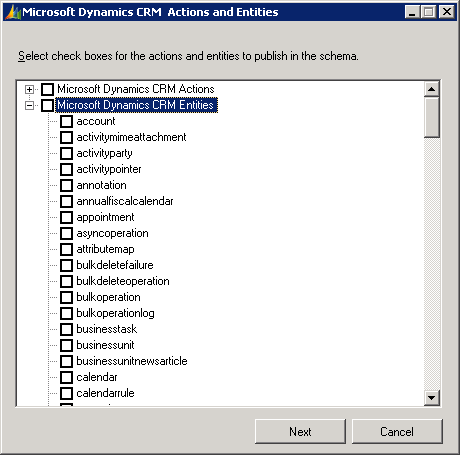 Microsoft Dynamics CRM  Actions and Entities
Select check boxes for the actions and entities to publish in the schema.
Microsoft Dynamics CRM Actions
Microsoft Dynamics CRM Entities
account
activitymimeattachment
activityparty
activitypointer
annotation
annualfiscalcalendar
appointment
asyncoperation
attributemap
bulkdeletefailure
bulkdeleteoperation
bulkoperation
bulkoperationlog
businesstask
businessunit
businessunitnewsarticle
calendar
calendarrule
Next Cancel